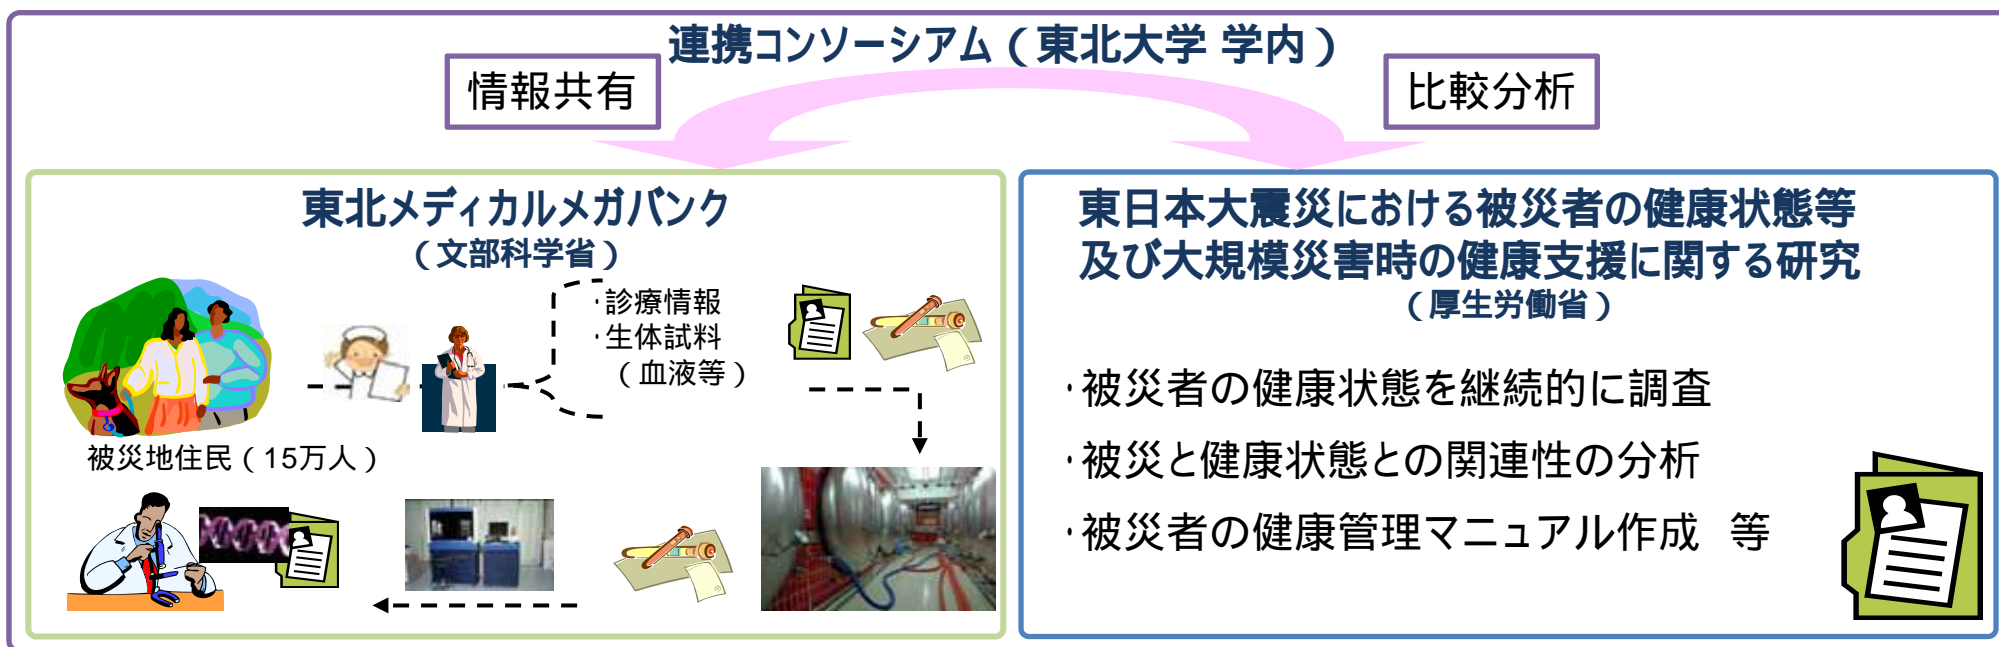 連携コンソーシアム（東北大学 学内）
情報共有
比較分析
東北メディカルメガバンク
（文部科学省）
・診療情報
・生体試料
（血液等）
被災地住民（15万人）
東日本大震災における被災者の健康状態等
及び大規模災害時の健康支援に関する研究
（厚生労働省）
・被災者の健康状態を継続的に調査
・被災と健康状態との関連性の分析
・被災者の健康管理マニュアル作成　等